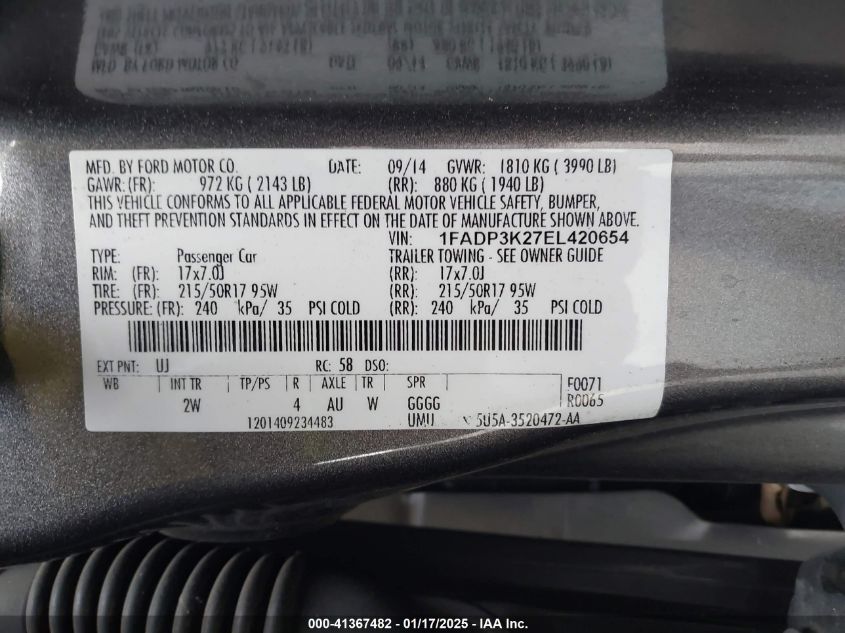 MFD. BY FORD MOTOR CO. DATE: 09/14 GVWR: 1810 KG ( 3990 LB)
GAWR:(FR): 972 KG ( 2143 LB) (RR): 880 KG ( 1940 LB)
THIS VEHICLE CONFORMS TO ALL APPLICABLE FEDERAL MOTOR VEHICLE SAFETY, BUMPER,
AND THEFT PREVENTION STANDARDS IN EFFECT ON THE DATE OF MANUFACTURE SHOWN ABOVE.
VIN: 1FADP3K27EL420654
TYPE: Passenger Car TRAILER TOWING - SEE OWNER GUIDE
RIM: (FR): 17x7.0J (RR): 17x7.0J
TIRE: (FR): 215/50R17 95W (RR): 215/50R17 95W
PRESSURE:(FR): 240 kPa/ 35 PSI COLD (RR): 240 kPa/ 35 PSI COLD
EXT PNT: UJ RC: 58 DSO:
WB INT TR TP/PS R AXLE TR SPR F0071
2W 4 AU W GGGG R0065
1201409234483 UMU 5U5A-3520472-AA
000-41367482 - 01/17/2025 - IAA Inc.